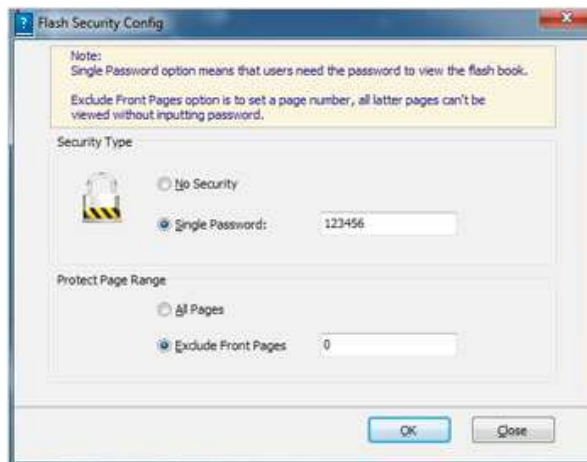 Flash Security Config
Note:
Single Password option means that users need the password to view the flash book.
Exclude Front Pages option is to set a page number, all latter pages can't be
viewed without inputting password.
Security Type
No Security
Single Password: 123456
Protect Page Range
All Pages
Exclude Front Pages 0
OK Close